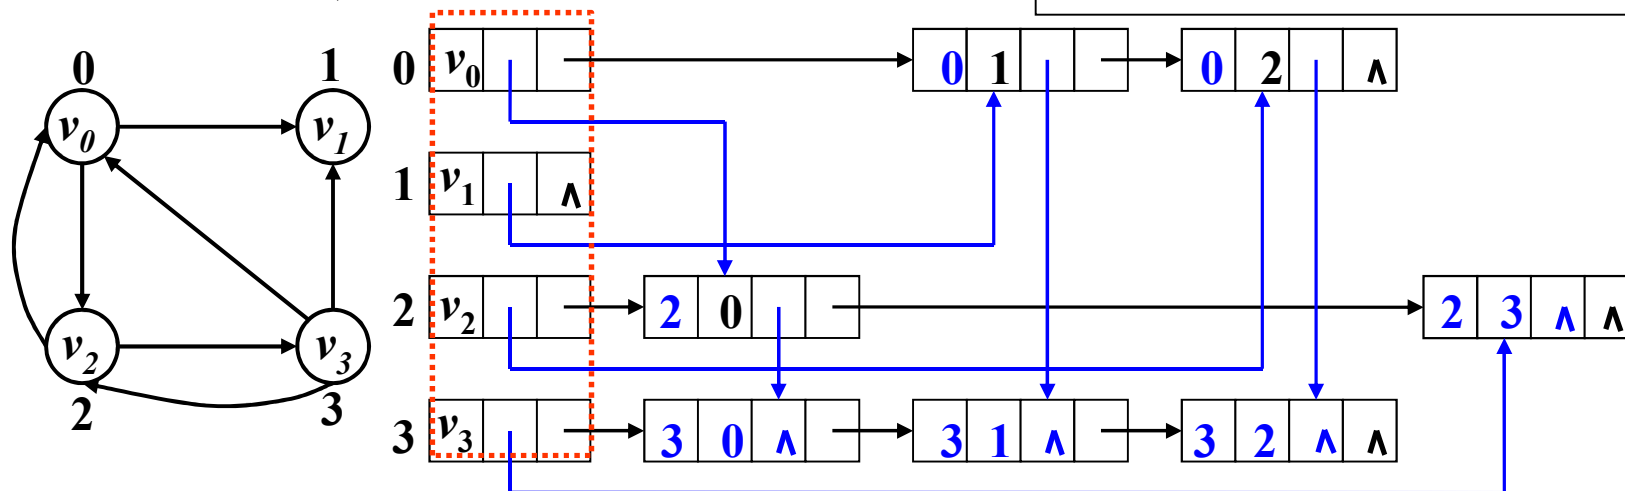 0 1
v0 v1
v2 v3
2 3
0 v0 0 1 0 2 ∧
1 v1 ∧
2 v2 2 0 2 3 ∧ ∧
3 v3 3 0 ∧ 3 1 ∧ 3 2 ∧ ∧